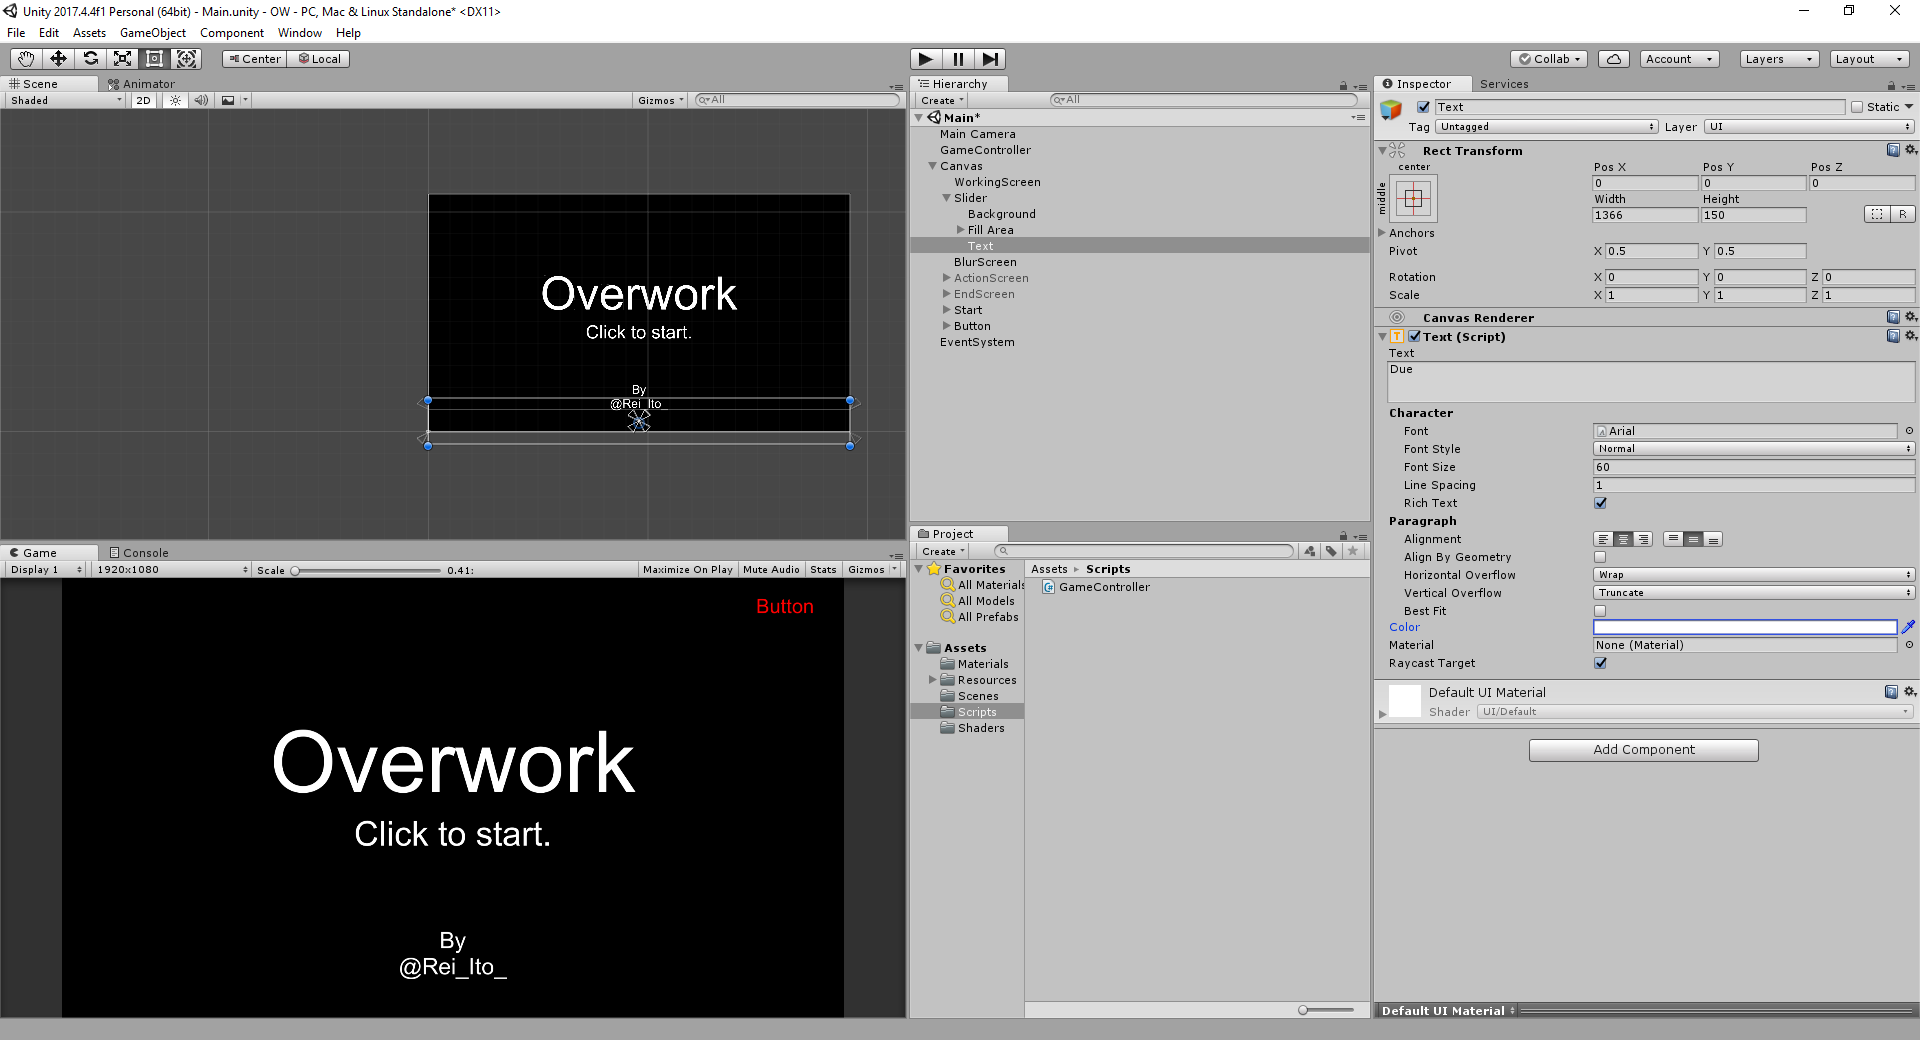 Unity 2017.4.4f1 Personal (64bit) - Main.unity - OW - PC, Mac & Linux Standalone* <DX11>
File Edit Assets GameObject Component Window Help
Center Local
Collab Account Layers Layout
Scene Animator
Shaded 2D Gizmos All
Overwork
Click to start.
By
@Rei_Ito_
Game Console
Display 1 1920x1080 Scale 0.41: Maximize On Play Mute Audio Stats Gizmos
Button
Overwork
Click to start.
By
@Rei_Ito_
Hierarchy
Create All
Main*
Main Camera
GameController
Canvas
WorkingScreen
Slider
Background
Fill Area
Text
BlurScreen
ActionScreen
EndScreen
Start
Button
EventSystem
Project
Create
Favorites
All Materials
All Models
All Prefabs
Assets
Materials
Resources
Scenes
Scripts
Shaders
Assets Scripts
GameController
Inspector Services
Text Static
Tag Untagged Layer UI
Rect Transform
center
middle
Pos X Pos Y Pos Z
0 0 0
Width Height
1366 150
R
Anchors
Pivot X 0.5 Y 0.5
Rotation X 0 Y 0 Z 0
Scale X 1 Y 1 Z 1
Canvas Renderer
Text (Script)
Text
Due
Character
Font Arial
Font Style Normal
Font Size 60
Line Spacing 1
Rich Text
Paragraph
Alignment
Align By Geometry
Horizontal Overflow Wrap
Vertical Overflow Truncate
Best Fit
Color
Material None (Material)
Raycast Target
Default UI Material
Shader UI/Default
Add Component
Default UI Material